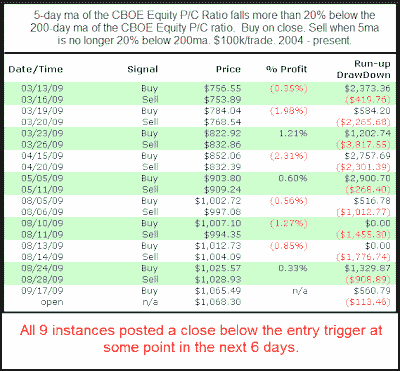 5-day ma of the CBOE Equity P/C Ratio falls more than 20% below the
200-day ma of the CBOE Equity P/C ratio. Buy on close. Sell when 5ma
is no longer 20% below 200ma. $100k/trade. 2004 - present.
Run-up
Date/Time Signal Price % Profit DrawDown
03/13/09 Buy $756.55 (0.35%) $2,373.36
03/16/09 Sell $753.89 ($419.76)
03/19/09 Buy $784.04 (1.98%) $584.20
03/20/09 Sell $768.54 ($2,265.68)
03/23/09 Buy $822.92 1.21% $1,202.74
03/26/09 Sell $832.86 ($3,817.55)
04/15/09 Buy $852.06 (2.31%) $2,757.69
04/20/09 Sell $832.39 ($2,301.39)
05/05/09 Buy $903.80 0.60% $2,900.70
05/11/09 Sell $909.24 ($268.40)
08/05/09 Buy $1,002.72 (0.56%) $516.78
08/06/09 Sell $997.08 ($1,012.77)
08/10/09 Buy $1,007.10 (1.27%) $0.00
08/11/09 Sell $994.35 ($1,455.30)
08/13/09 Buy $1,012.73 (0.85%) $0.00
08/14/09 Sell $1,004.09 ($1,776.74)
08/24/09 Buy $1,025.57 0.33% $1,329.87
08/28/09 Sell $1,028.93 ($908.89)
09/17/09 Buy $1,065.49 n/a $560.79
open n/a $1,068.30 ($113.46)
All 9 instances posted a close below the entry trigger at
some point in the next 6 days.